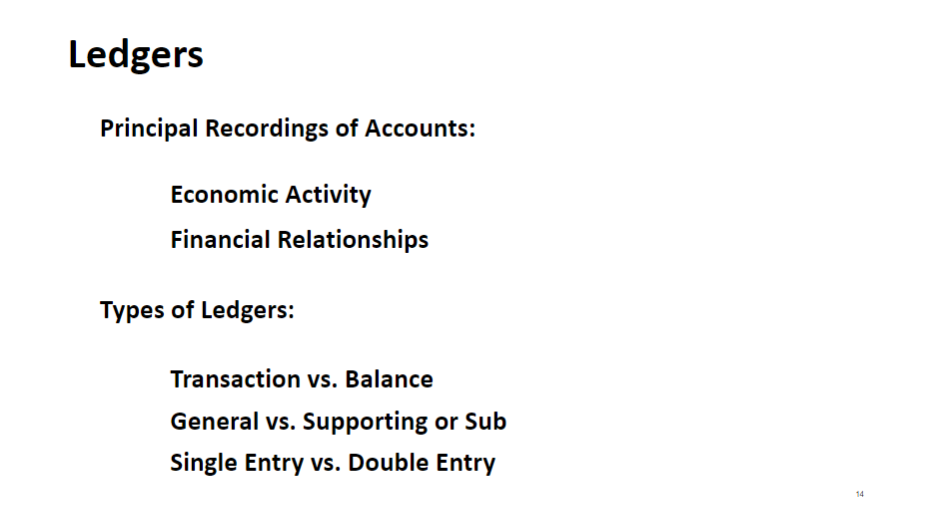 Ledgers
Principal Recordings of Accounts:
Economic Activity
Financial Relationships
Types of Ledgers:
Transaction vs. Balance
General vs. Supporting or Sub
Single Entry vs. Double Entry
14